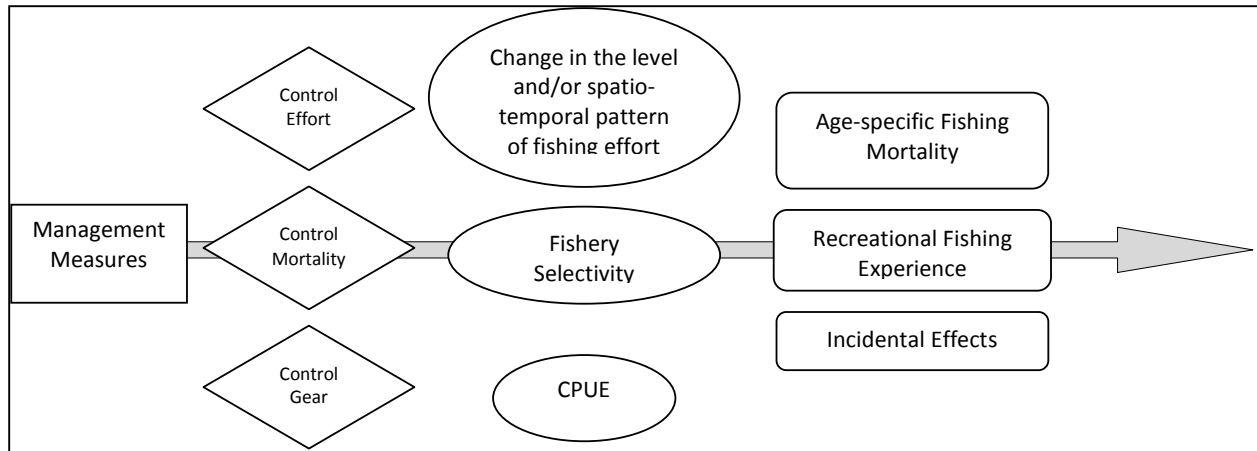 Management
Measures
Control
Effort
Control
Mortality
Control
Gear
Change in the level
and/or spatio-
temporal pattern
of fishing effort
Fishery
Selectivity
CPUE
Age-specific Fishing
Mortality
Recreational Fishing
Experience
Incidental Effects